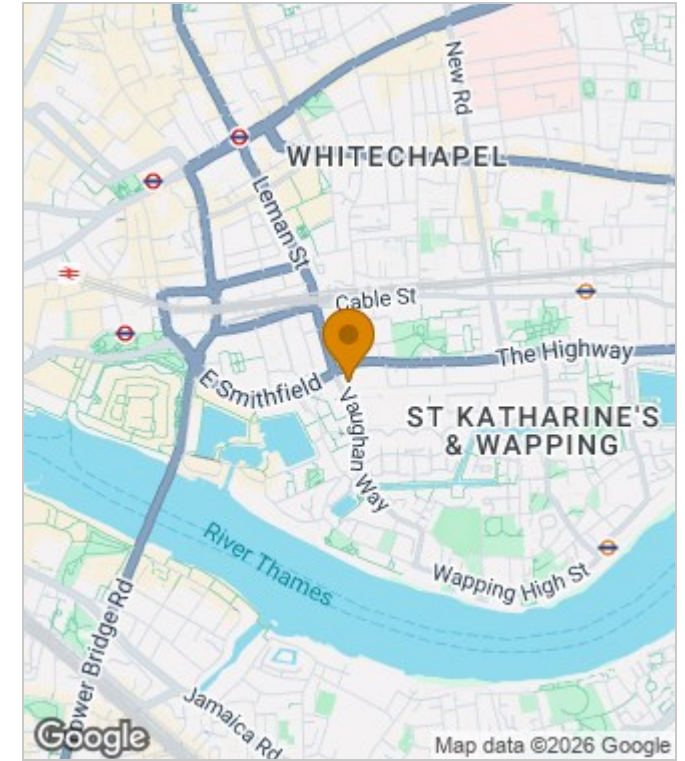 New Rd
WHITECHAPEL
Leman St
Cable St
The Highway
E Smithfield
Vaughan Way
ST KATHARINE'S
& WAPPING
River Thames
Wapping High St
ower Bridge Rd
Jamaica Rd
Google
Map data ©2026 Google